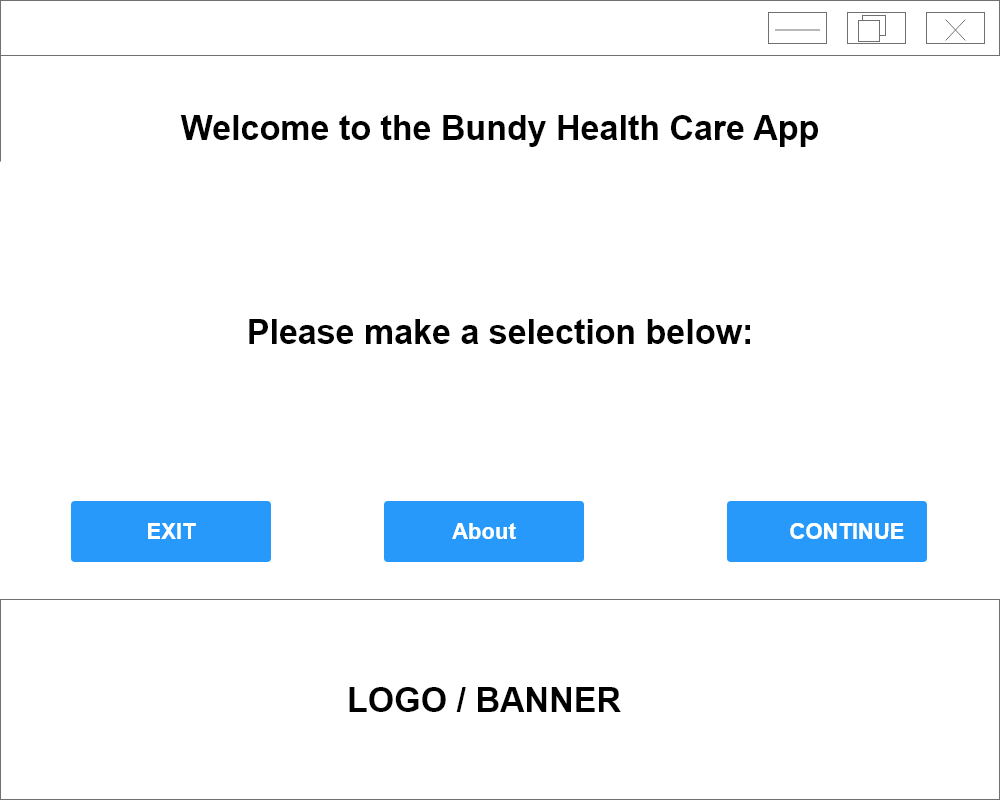 Welcome to the Bundy Health Care App
Please make a selection below:
EXIT
About
CONTINUE
LOGO / BANNER